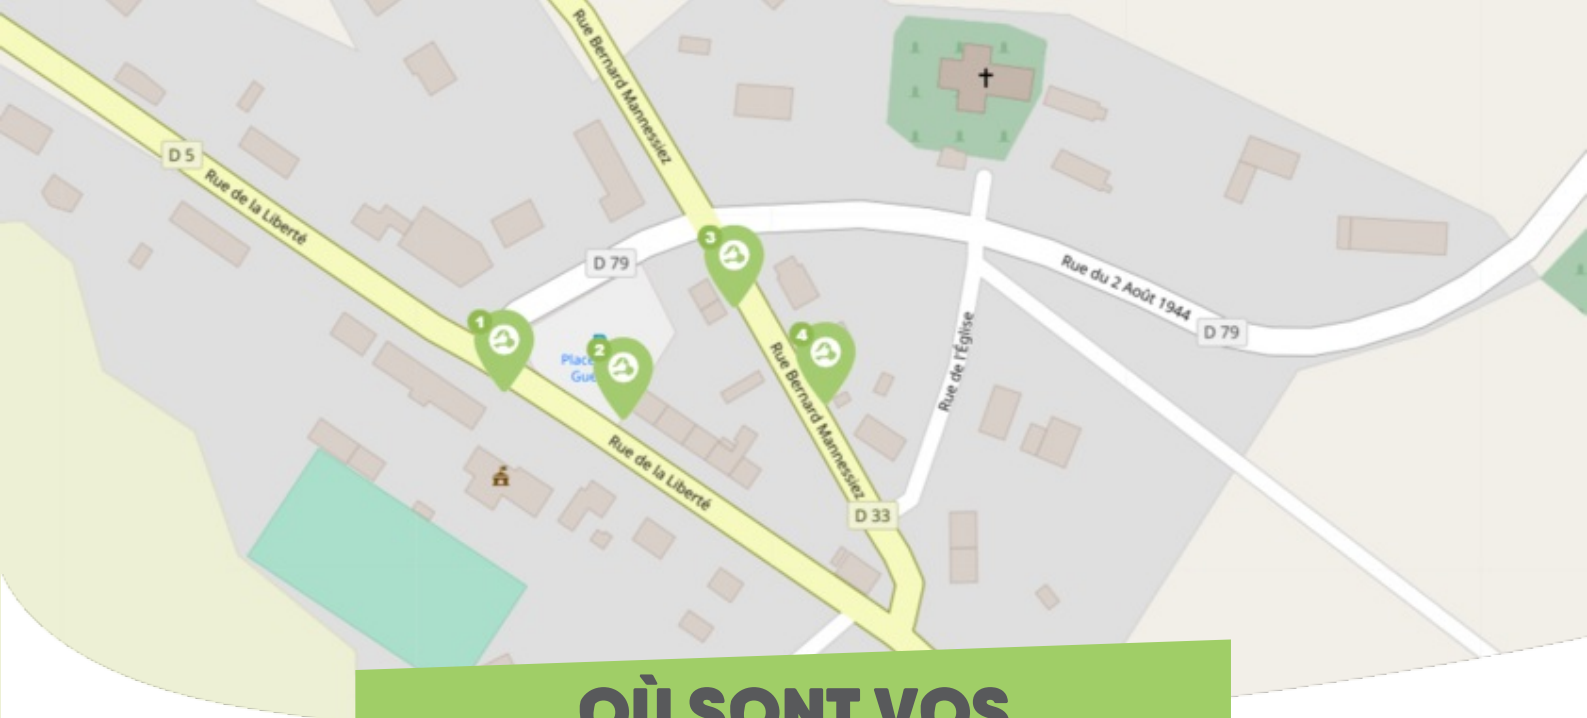 Rue Bernard Mannessiez
D 5
Rue de la Liberté
3
D 79
Rue du 2 Août 1944
1
2
4
D 79
Place
Rue de l'Église
Rue Bernard Mannessiez
Rue de la Liberté
D 33
OÙ SONT VOS